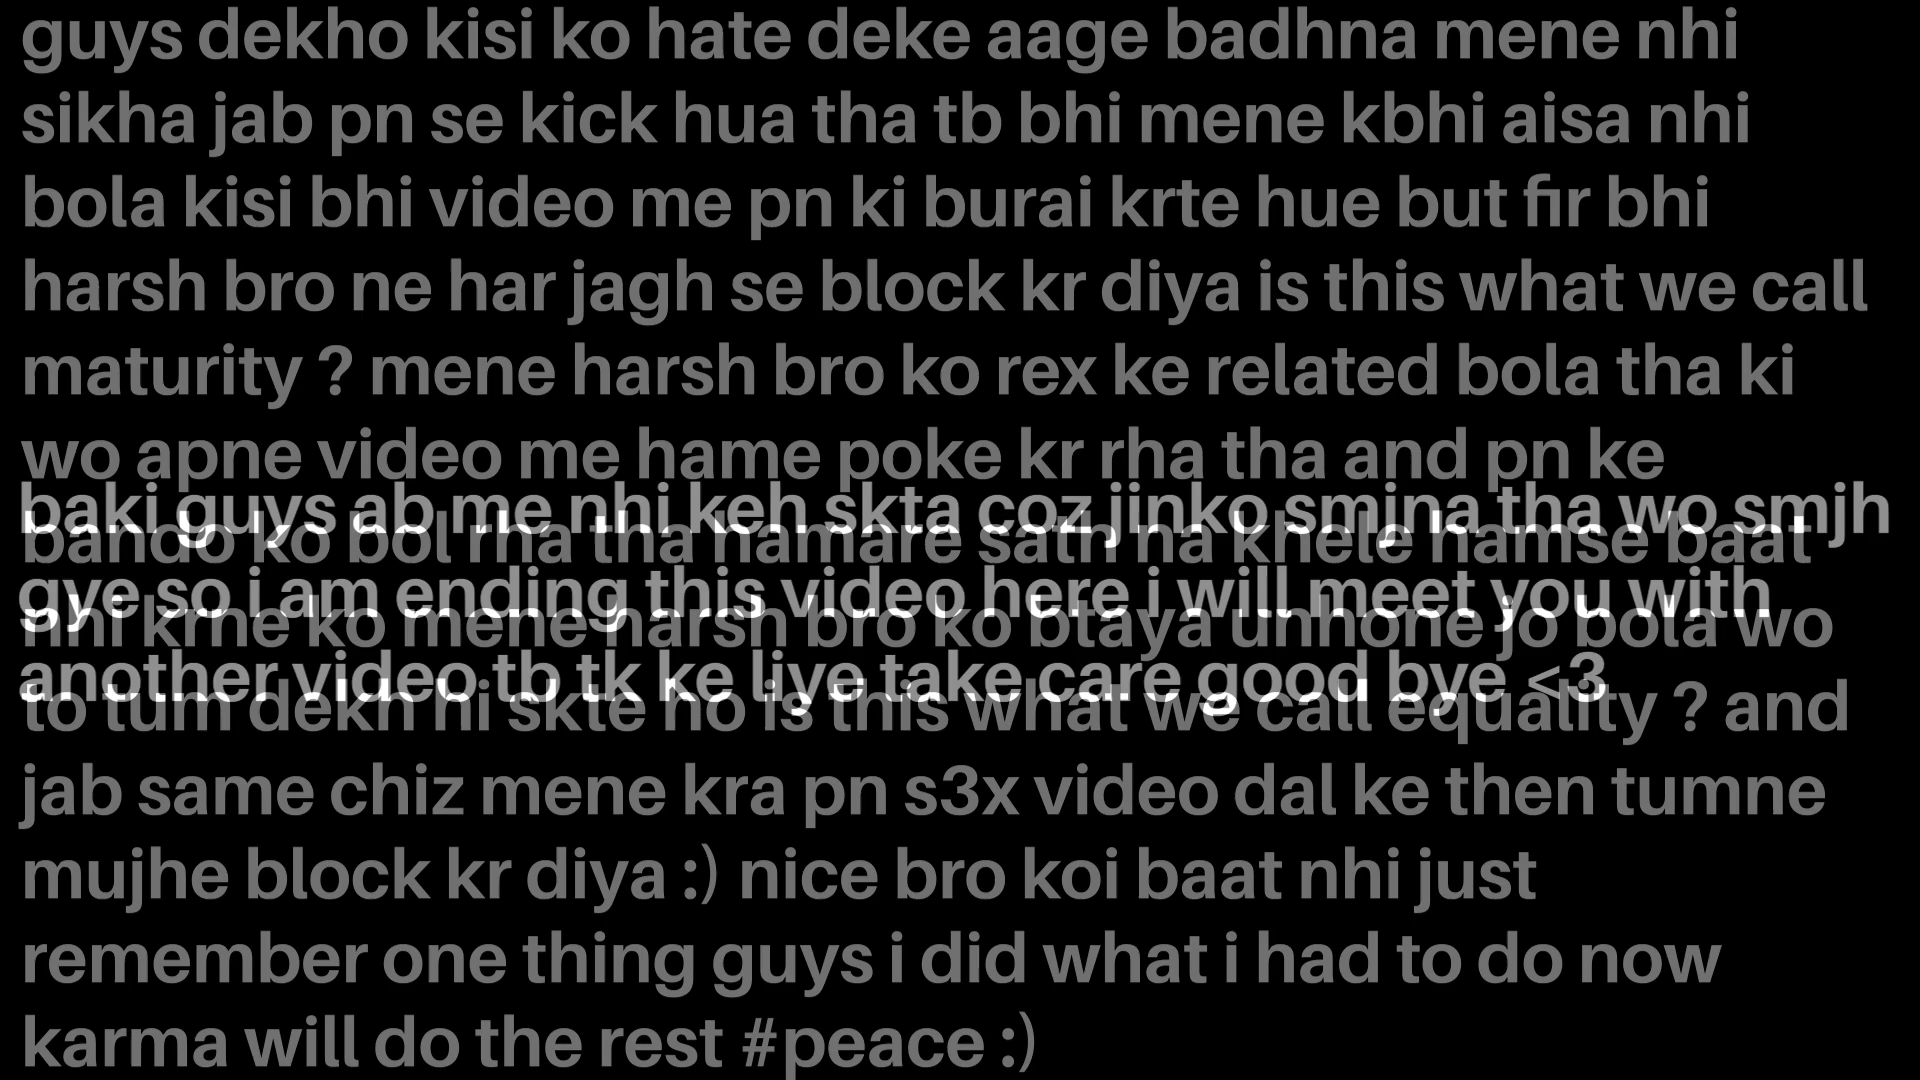 guys dekho kisi ko hate deke aage badhna mene nhi
sikha jab pn se kick hua tha tb bhi mene kbhi aisa nhi
bola kisi bhi video me pn ki burai krte hue but fir bhi
harsh bro ne har jagh se block kr diya is this what we call
maturity ? mene harsh bro ko rex ke related bola tha ki
wo apne video me hame poke kr rha tha and pn ke
bando ko bol rha tha hamare sath na khele hamse baat
nhi krne ko mene harsh bro ko btaya unhone jo bola wo
to tum dekh hi skte ho is this what we call equality ? and
jab same chiz mene kra pn s3x video dal ke then tumne
mujhe block kr diya :) nice bro koi baat nhi just
remember one thing guys i did what i had to do now
karma will do the rest #peace :)
baki guys ab me nhi keh skta coz jinko smjna tha wo smjh
gye so i am ending this video here i will meet you with
another video tb tk ke liye take care good bye <3